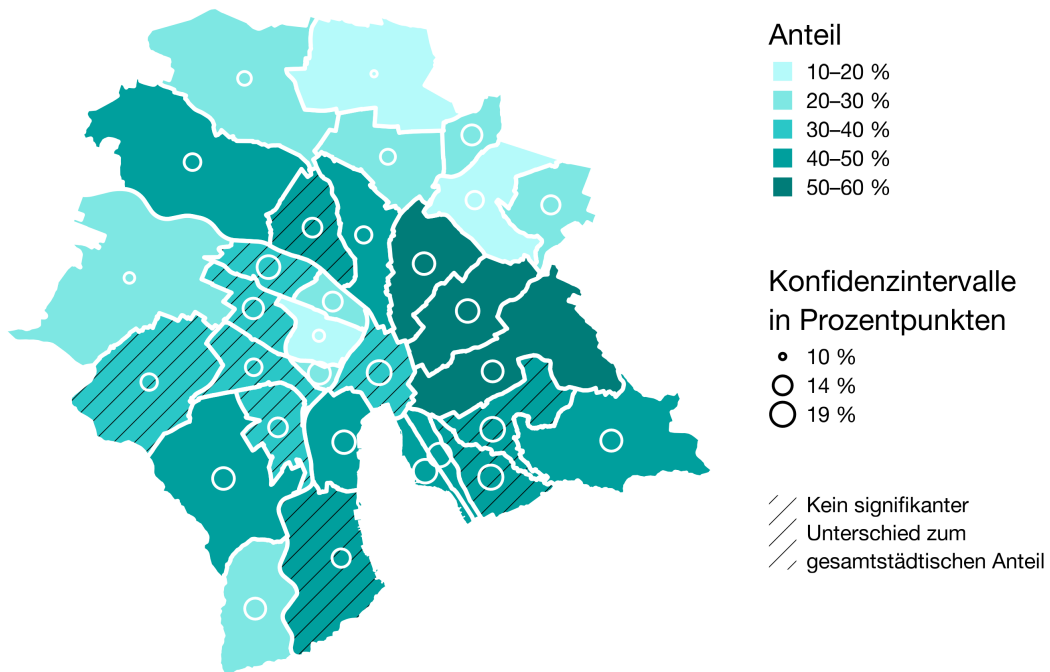 Anteil
10–20 %
20–30 %
30–40 %
40–50 %
50–60 %
Konfidenzintervalle
in Prozentpunkten
10 %
14 %
19 %
Kein signifikanter
Unterschied zum
gesamtstädtischen Anteil